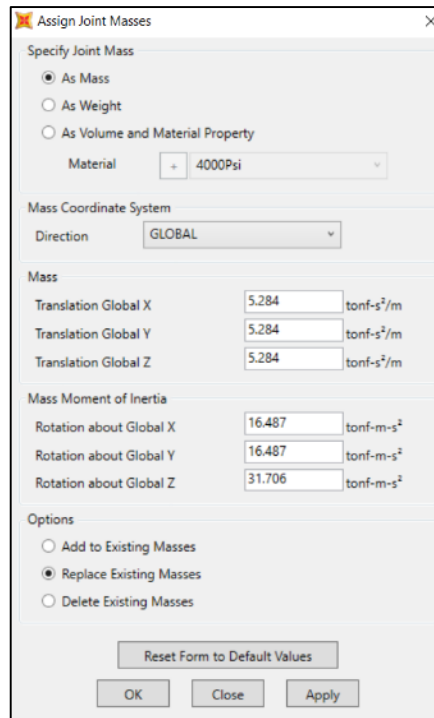 Assign Joint Masses
Specify Joint Mass
As Mass
As Weight
As Volume and Material Property
Material + 4000Psi
Mass Coordinate System
Direction GLOBAL
Mass
Translation Global X 5.284 tonf-s²/m
Translation Global Y 5.284 tonf-s²/m
Translation Global Z 5.284 tonf-s²/m
Mass Moment of Inertia
Rotation about Global X 16.487 tonf-m-s²
Rotation about Global Y 16.487 tonf-m-s²
Rotation about Global Z 31.706 tonf-m-s²
Options
Add to Existing Masses
Replace Existing Masses
Delete Existing Masses
Reset Form to Default Values
OK Close Apply